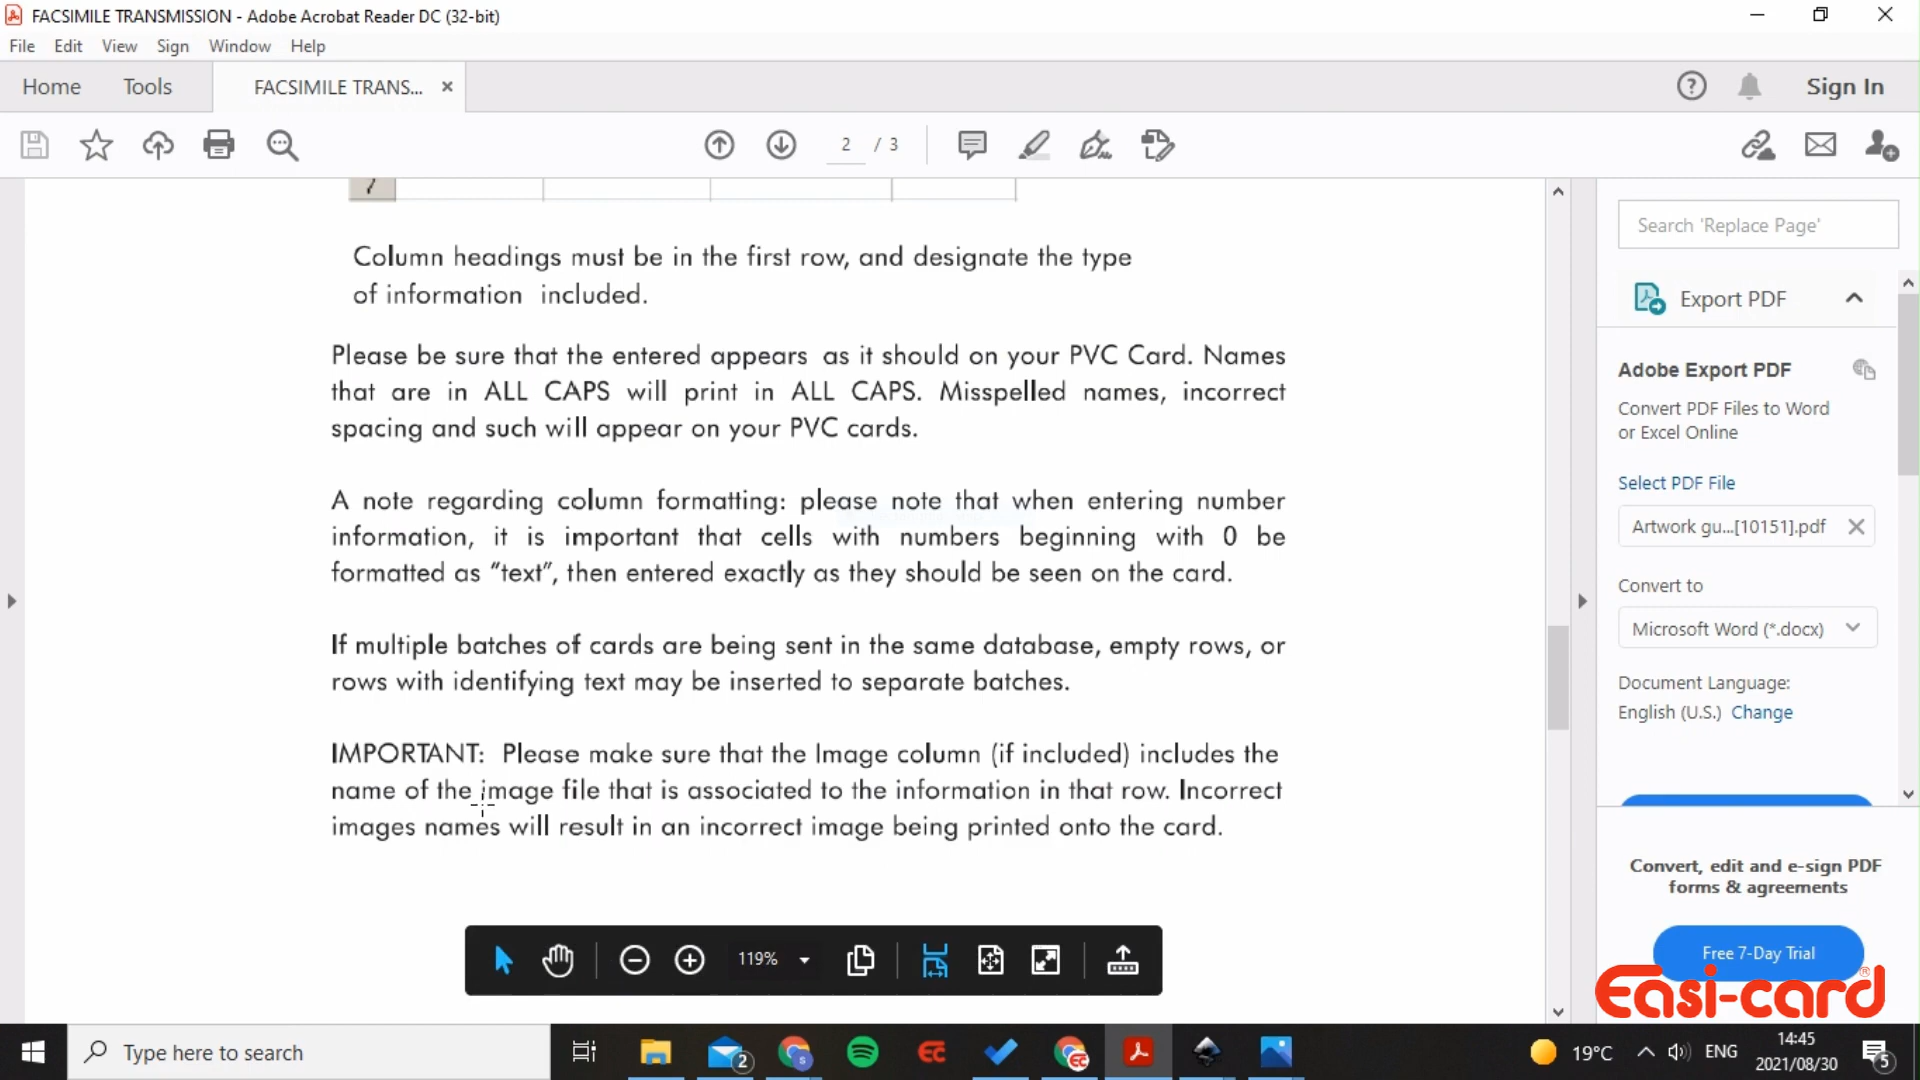 FACSIMILE TRANSMISSION - Adobe Acrobat Reader DC (32-bit)
File Edit View Sign Window Help
Home Tools FACSIMILE TRANS... Sign In
2 / 3
7
Column headings must be in the first row, and designate the type
of information included.
Please be sure that the entered appears as it should on your PVC Card. Names
that are in ALL CAPS will print in ALL CAPS. Misspelled names, incorrect
spacing and such will appear on your PVC cards.
A note regarding column formatting: please note that when entering number
information, it is important that cells with numbers beginning with 0 be
formatted as “text”, then entered exactly as they should be seen on the card.
If multiple batches of cards are being sent in the same database, empty rows, or
rows with identifying text may be inserted to separate batches.
IMPORTANT: Please make sure that the Image column (if included) includes the
name of the image file that is associated to the information in that row. Incorrect
images names will result in an incorrect image being printed onto the card.
119%
Search 'Replace Page'
Export PDF
Adobe Export PDF
Convert PDF Files to Word
or Excel Online
Select PDF File
Artwork gu...[10151].pdf
Convert to
Microsoft Word (*.docx)
Document Language:
English (U.S.) Change
Convert, edit and e-sign PDF
forms & agreements
Free 7-Day Trial
Easi-card®
Type here to search
2
EC
19°C
ENG
14:45
2021/08/30
5